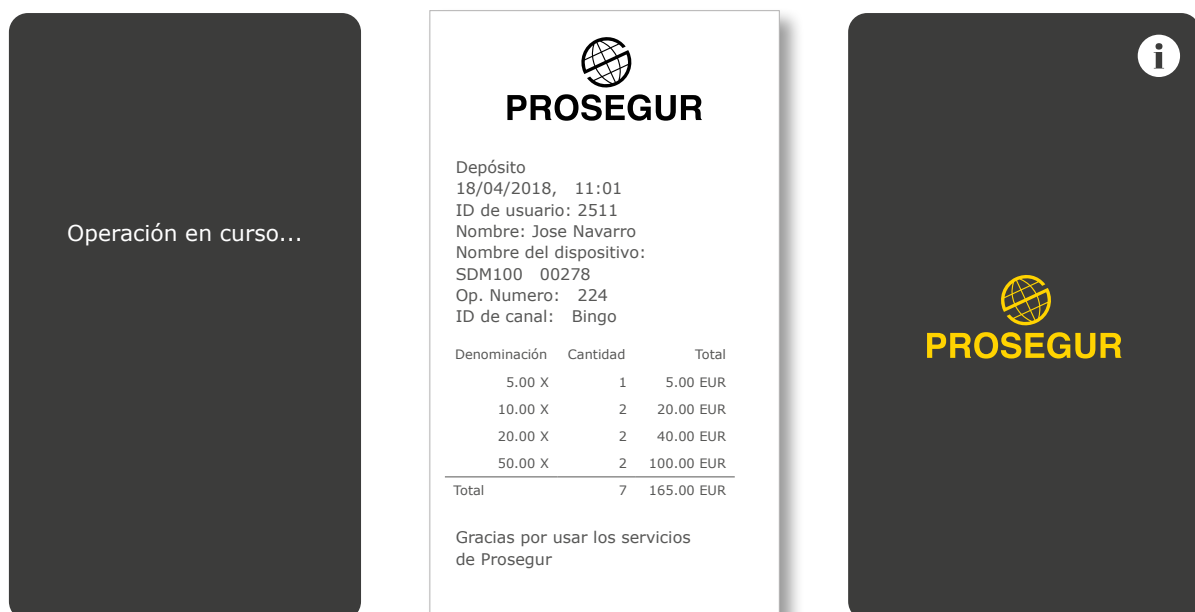 Operación en curso...
PROSEGUR
Depósito
18/04/2018, 11:01
ID de usuario: 2511
Nombre: Jose Navarro
Nombre del dispositivo:
SDM100 00278
Op. Numero: 224
ID de canal: Bingo
Denominación Cantidad Total
5.00 X 1 5.00 EUR
10.00 X 2 20.00 EUR
20.00 X 2 40.00 EUR
50.00 X 2 100.00 EUR
Total 7 165.00 EUR
Gracias por usar los servicios
de Prosegur
i
PROSEGUR